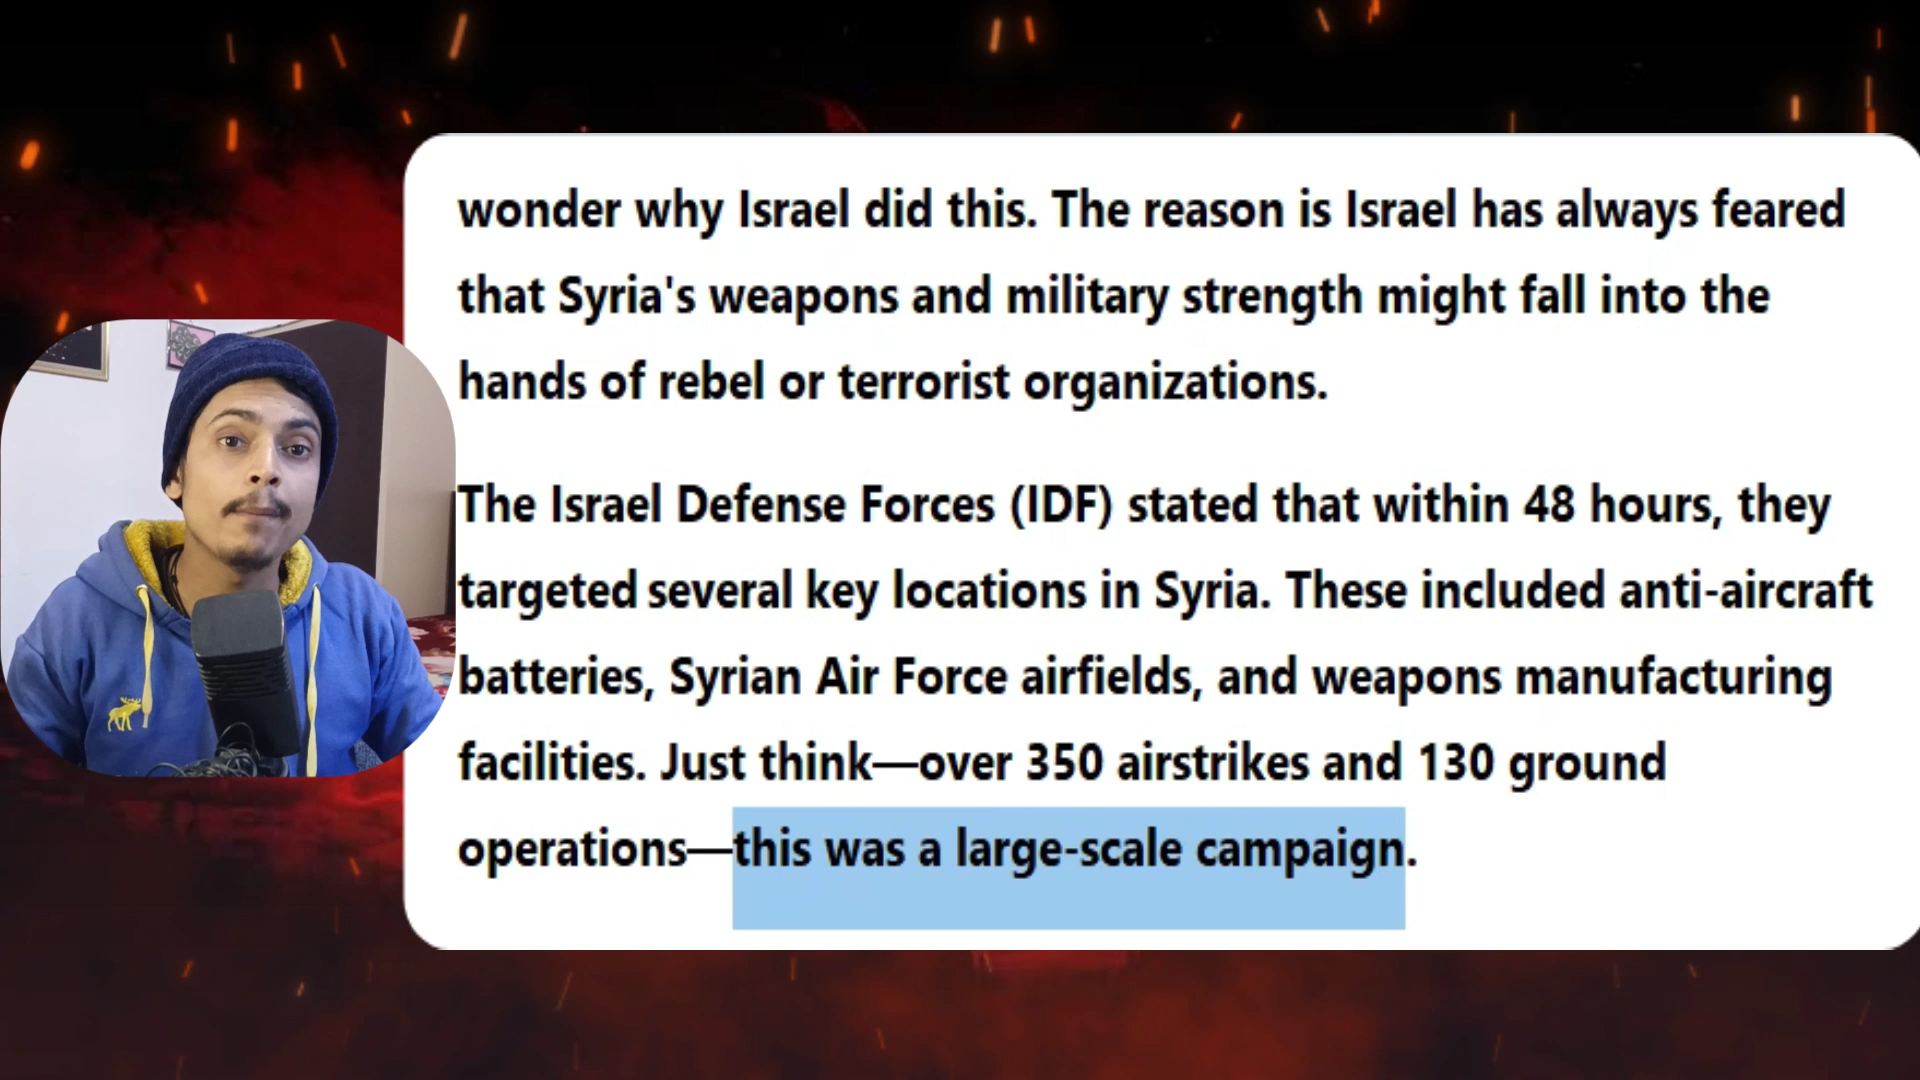 wonder why Israel did this. The reason is Israel has always feared
that Syria's weapons and military strength might fall into the
hands of rebel or terrorist organizations.
The Israel Defense Forces (IDF) stated that within 48 hours, they
targeted several key locations in Syria. These included anti-aircraft
batteries, Syrian Air Force airfields, and weapons manufacturing
facilities. Just think—over 350 airstrikes and 130 ground
operations—this was a large-scale campaign.